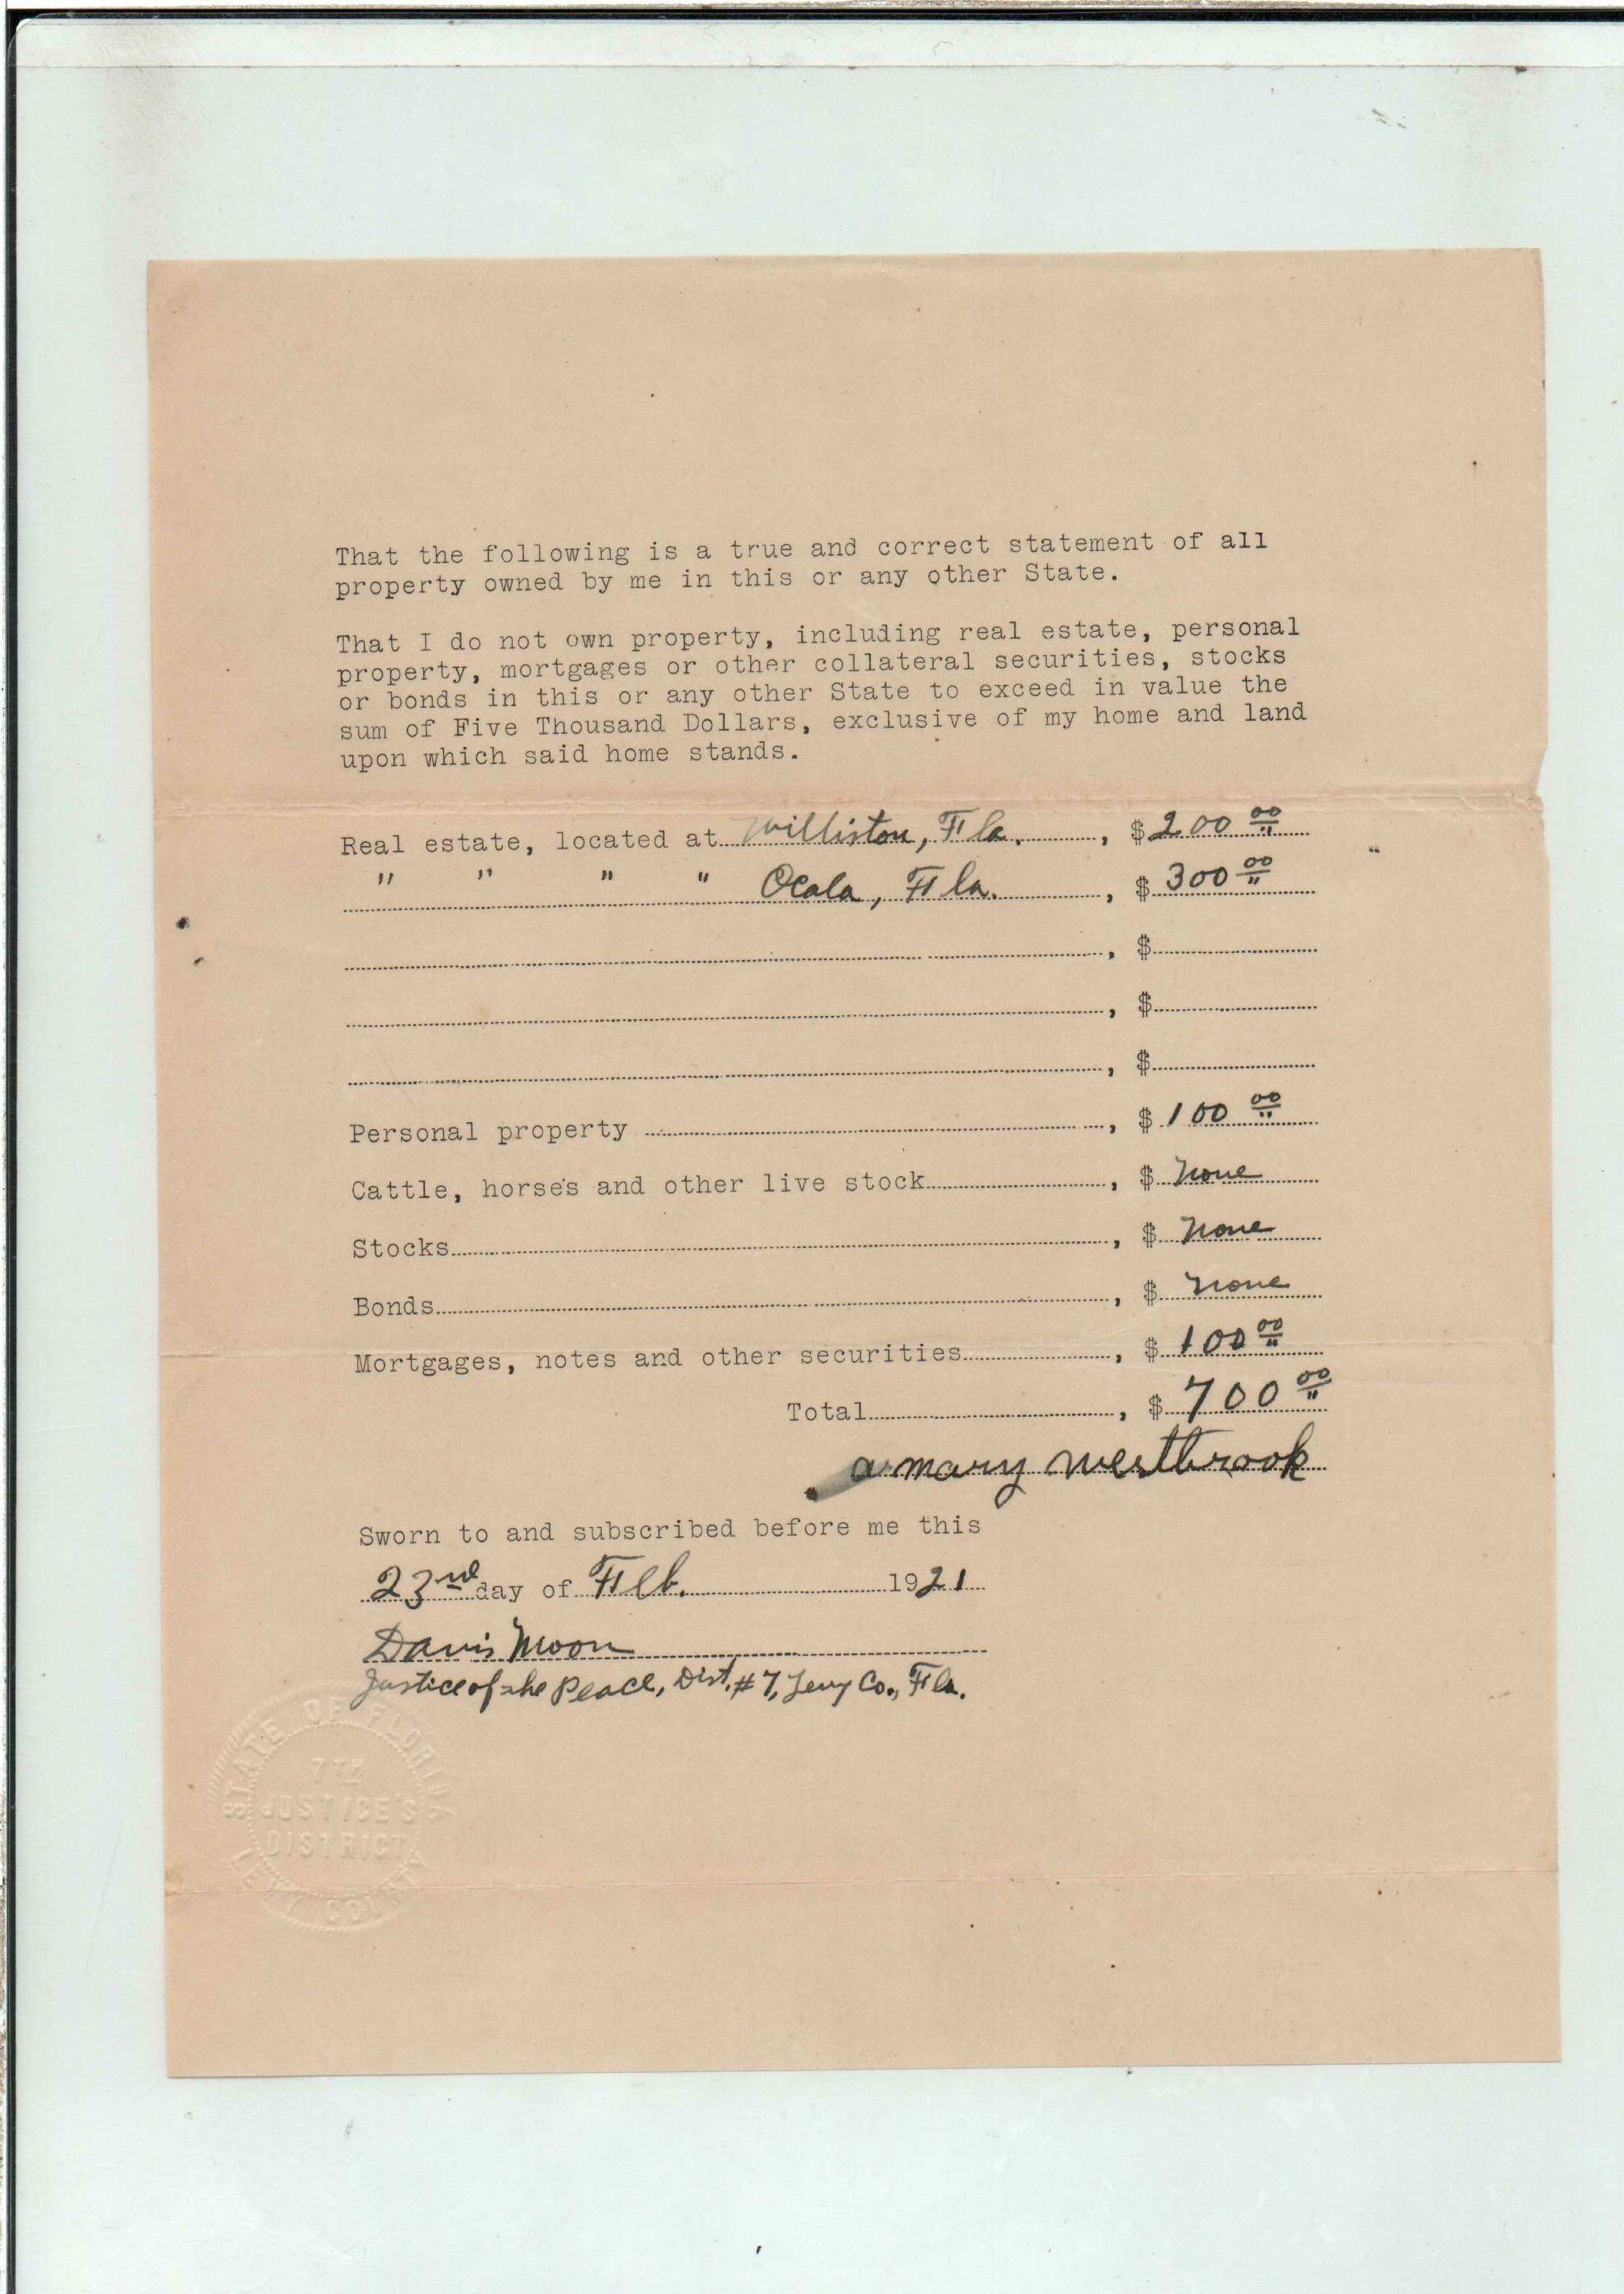 That the following is a true and correct statement of all
property owned by me in this or any other State.
That I do not own property, including real estate, personal
property, mortgages or other collateral securities, stocks
or bonds in this or any other State to exceed in value the
sum of Five Thousand Dollars, exclusive of my home and land
upon which said home stands.
Real estate, located at Williston, Fla. , $ 200 00
" " " " Ocala, Fla. , $ 300 00
, $
, $
, $
Personal property , $ 100 00
Cattle, horses and other live stock , $ None
Stocks , $ None
Bonds , $ None
Mortgages, notes and other securities , $ 100 00
Total , $ 700 00
a mary westbrook
Sworn to and subscribed before me this
23rd day of Feb. 1921
Davis Moon
Justice of the Peace, Dist. #7, Levy Co., Fla.
STATE OF FLORIDA
7TH
JUSTICE'S
DISTRICT
LEVY COUNTY